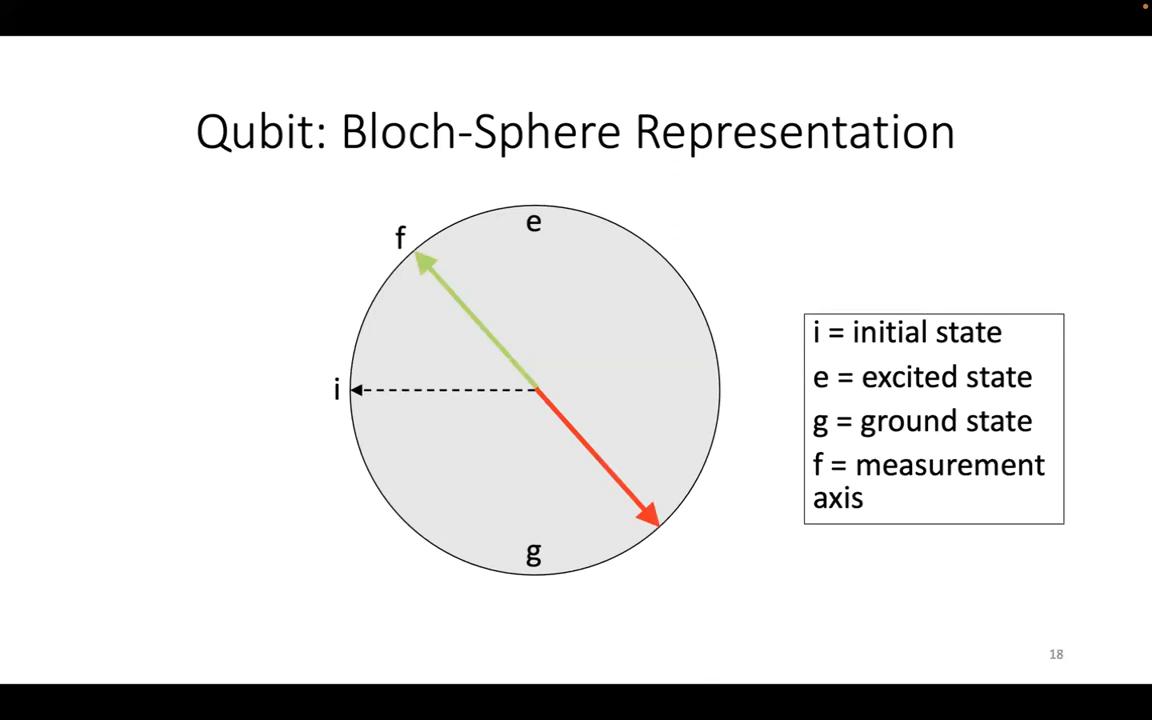 Qubit: Bloch-Sphere Representation
e
f
i
g
i = initial state
e = excited state
g = ground state
f = measurement
axis
18